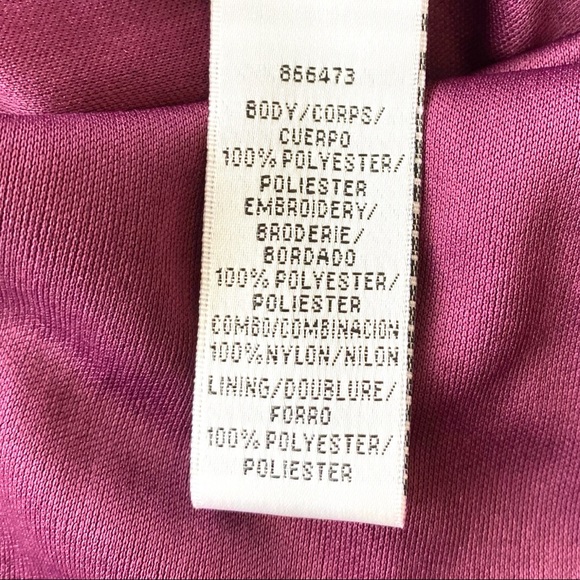 866473
BODY/CORPS/
CUERPO
100% POLYESTER/
POLIESTER
EMBROIDERY/
BRODERIE/
BORDADO
100% POLYESTER/
POLIESTER
COMBO/COMBINACION
100%NYLON/NILON
LINING/DOUBLURE/
FORRO
100% POLYESTER/
POLIESTER